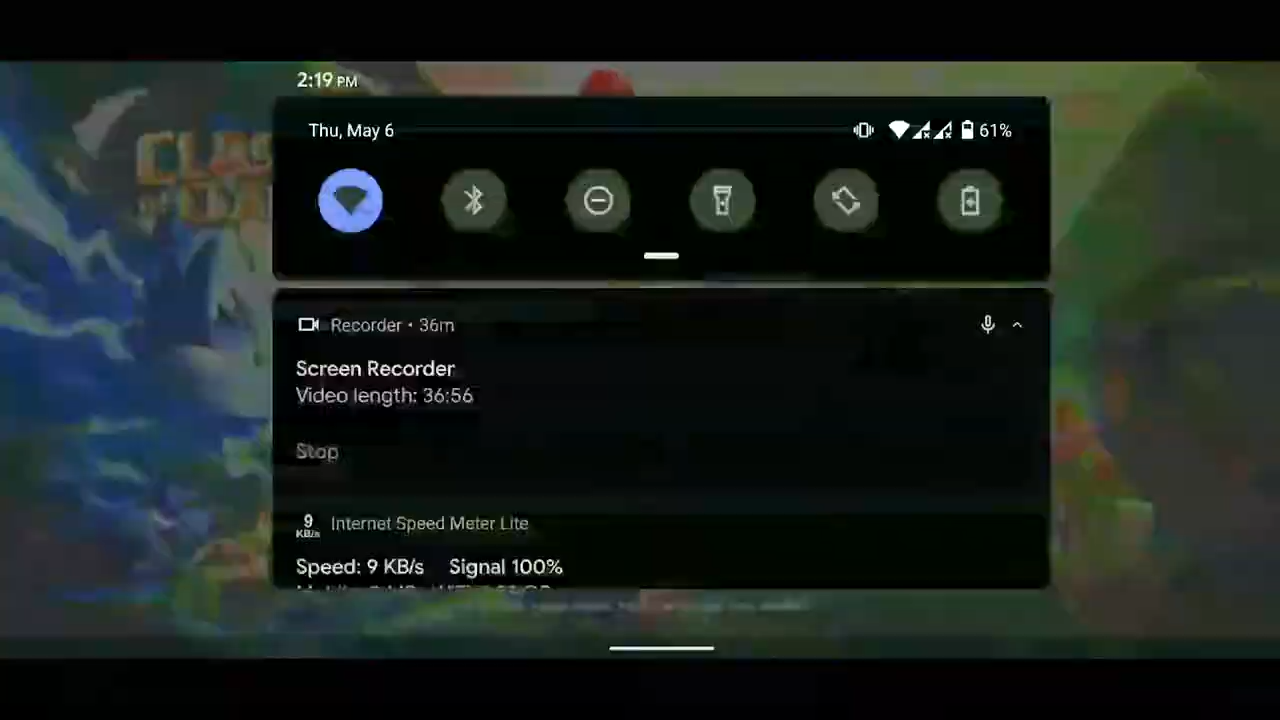 2:19 PM
Thu, May 6
61%
Recorder • 36m
Screen Recorder
Video length: 36:56
Stop
9
KB/s
Internet Speed Meter Lite
Speed: 9 KB/s Signal 100%